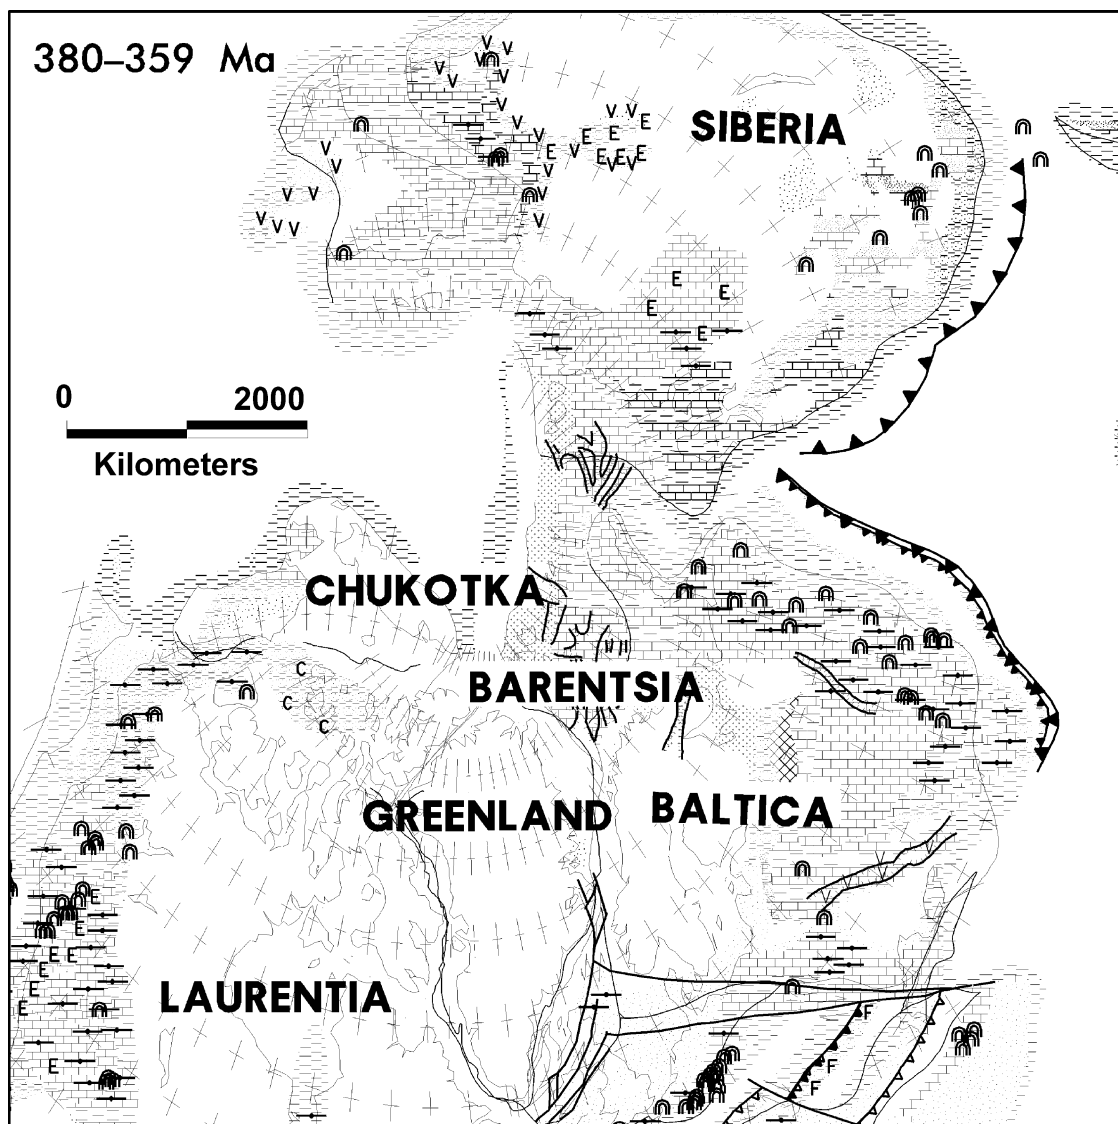 380–359 Ma
SIBERIA
0 2000
Kilometers
CHUKOTKA
BARENTSIA
GREENLAND
BALTICA
LAURENTIA